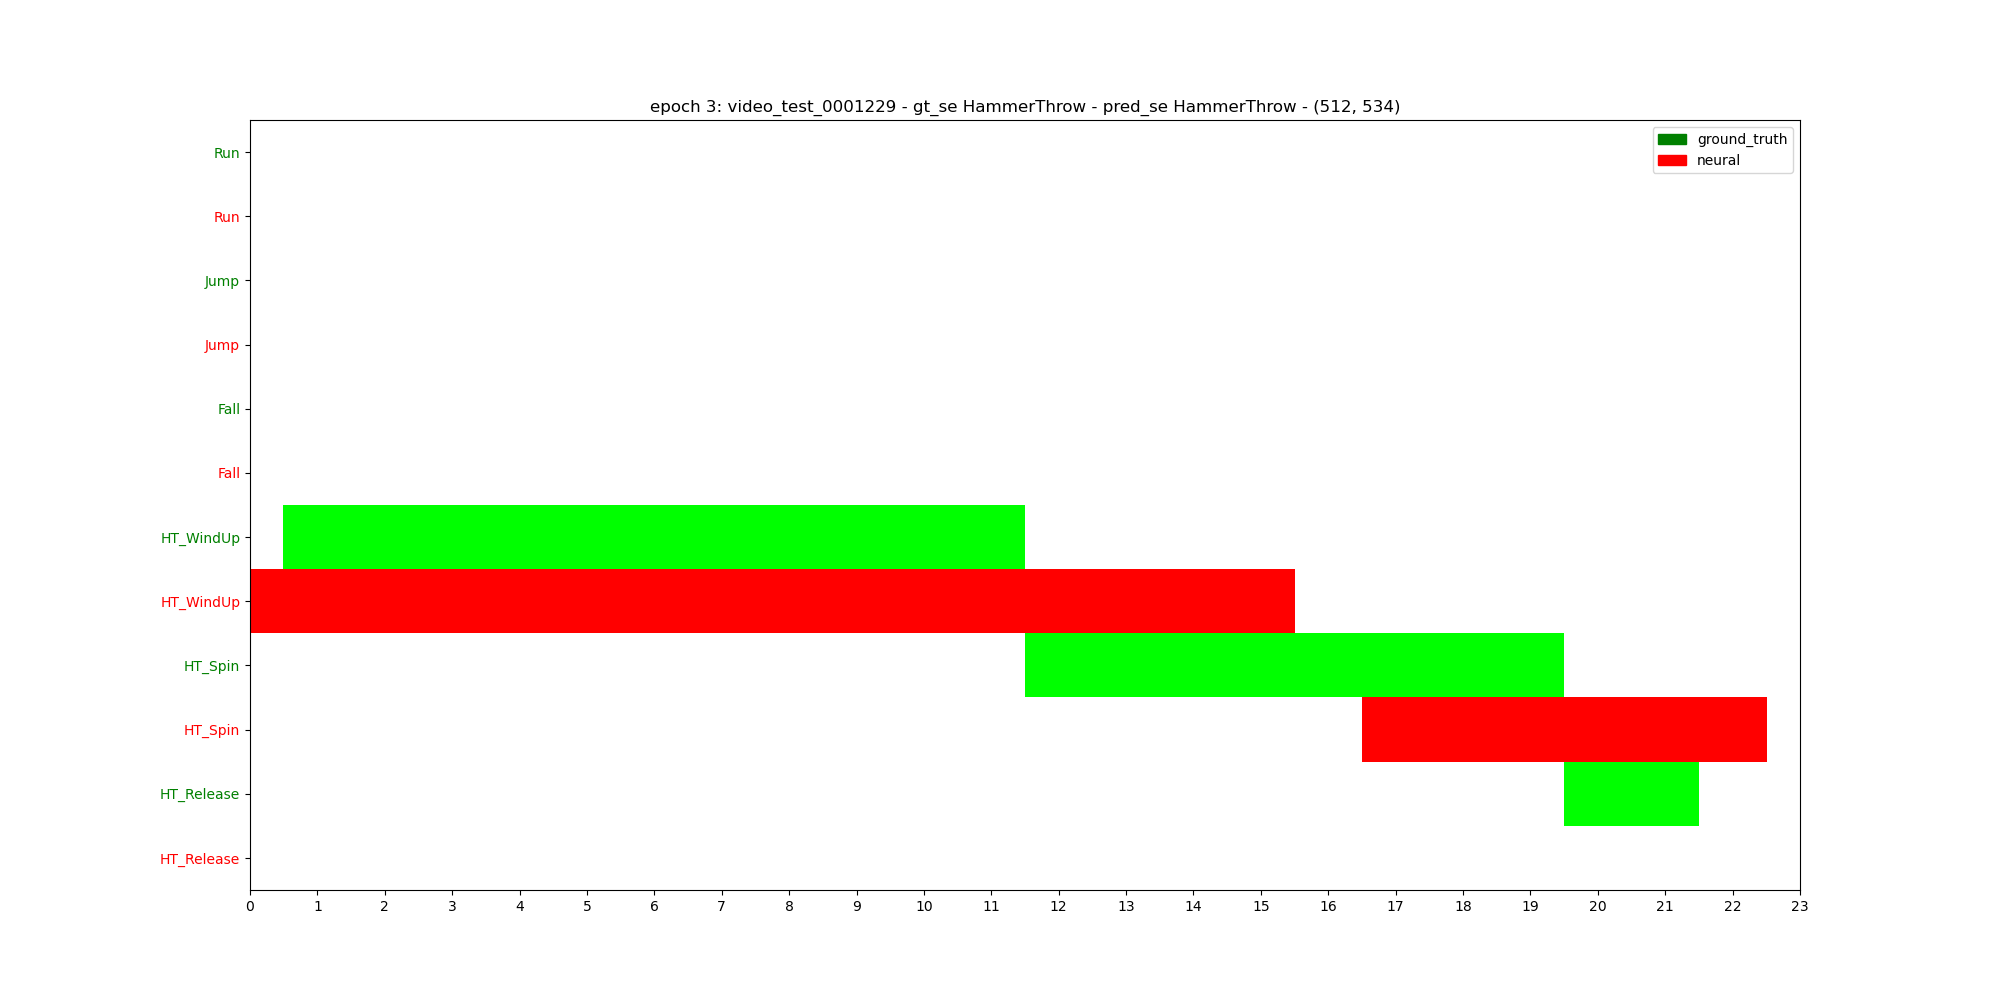 epoch 3: video_test_0001229 - gt_se HammerThrow - pred_se HammerThrow - (512, 534)
ground_truth
neural
Run
Run
Jump
Jump
Fall
Fall
HT_WindUp
HT_WindUp
HT_Spin
HT_Spin
HT_Release
HT_Release
0 1 2 3 4 5 6 7 8 9 10 11 12 13 14 15 16 17 18 19 20 21 22 23